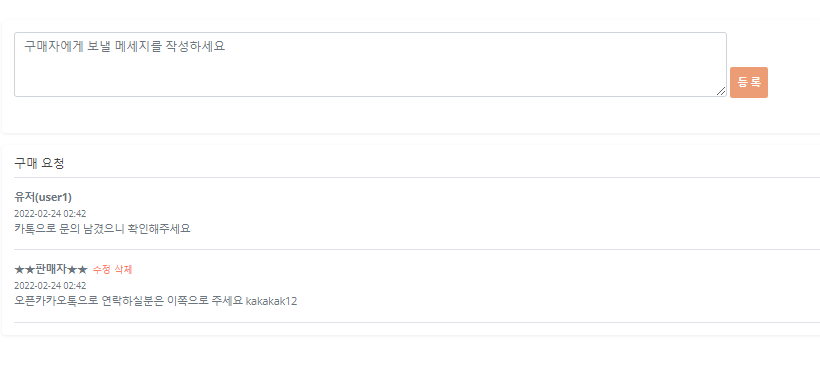 구매자에게 보낼 메세지를 작성하세요
등록
구매 요청
유저(user1)
2022-02-24 02:42
카톡으로 문의 남겼으니 확인해주세요
★★판매자★★ 수정 삭제
2022-02-24 02:42
오픈카카오톡으로 연락하실분은 이쪽으로 주세요 kakakak12